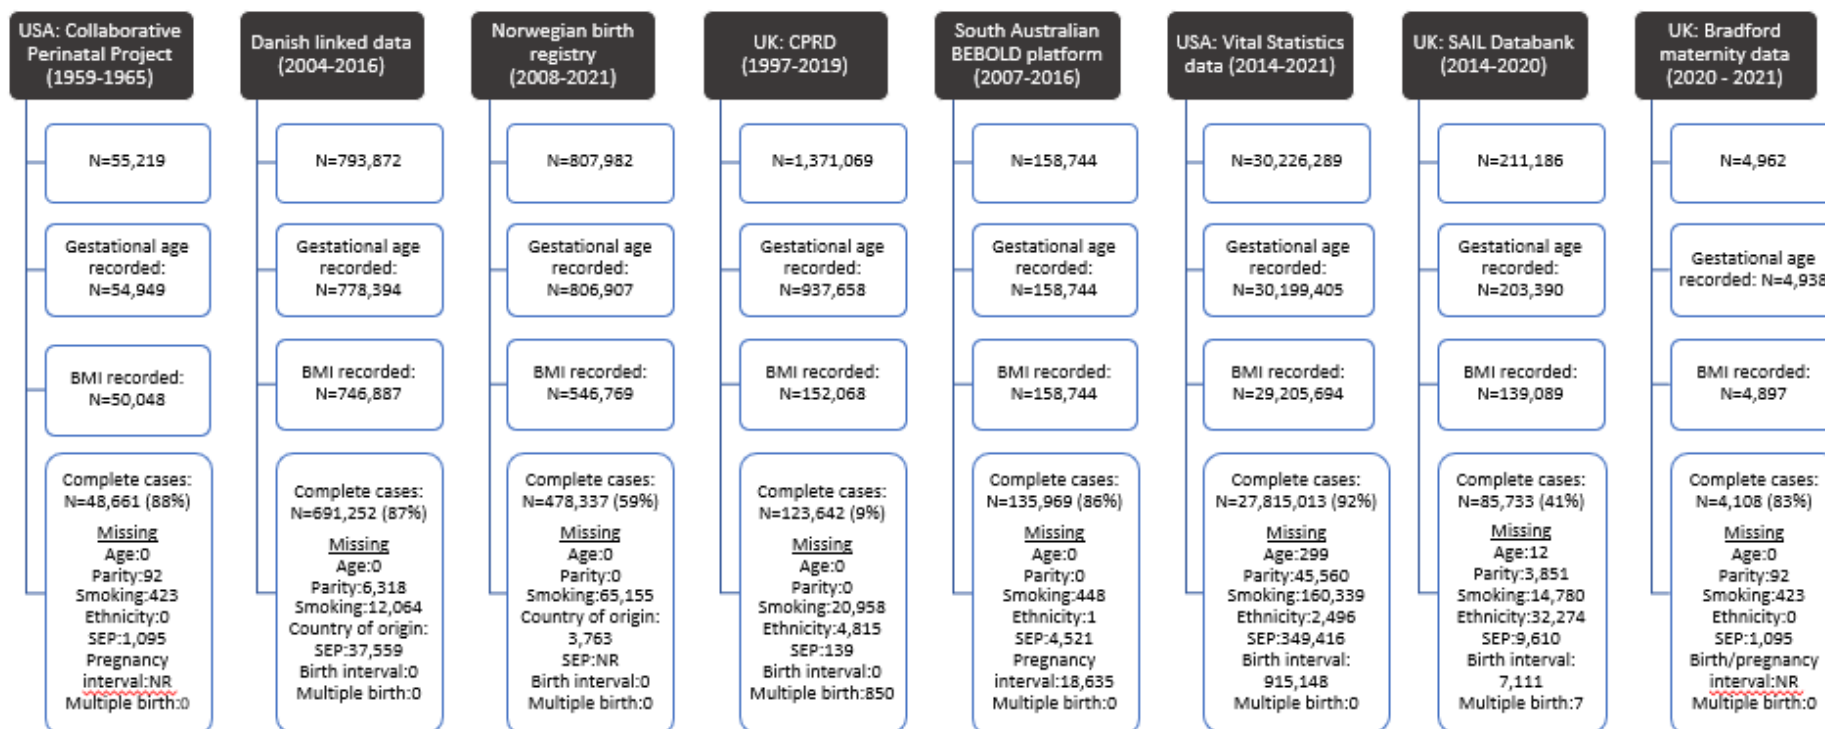 USA: Collaborative
Perinatal Project
(1959-1965)
N=55,219
Gestational age
recorded:
N=54,949
BMI recorded:
N=50,048
Complete cases:
N=48,661 (88%)
Missing
Age:0
Parity:92
Smoking:423
Ethnicity:0
SEP:1,095
Pregnancy
interval:NR
Multiple birth:0
Danish linked data
(2004-2016)
N=793,872
Gestational age
recorded:
N=778,394
BMI recorded:
N=746,887
Complete cases:
N=691,252 (87%)
Missing
Age:0
Parity:6,318
Smoking:12,064
Country of origin:
SEP:37,559
Birth interval:0
Multiple birth:0
Norwegian birth
registry
(2008-2021)
N=807,982
Gestational age
recorded:
N=806,907
BMI recorded:
N=546,769
Complete cases:
N=478,337 (59%)
Missing
Age:0
Parity:0
Smoking:65,155
Country of origin:
3,763
SEP:NR
Birth interval:0
Multiple birth:0
UK: CPRD
(1997-2019)
N=1,371,069
Gestational age
recorded:
N=937,658
BMI recorded:
N=152,068
Complete cases:
N=123,642 (9%)
Missing
Age:0
Parity:0
Smoking:20,958
Ethnicity:4,815
SEP:139
Birth interval:0
Multiple birth:850
South Australian
BEBOLD platform
(2007-2016)
N=158,744
Gestational age
recorded:
N=158,744
BMI recorded:
N=158,744
Complete cases:
N=135,969 (86%)
Missing
Age:0
Parity:0
Smoking:448
Ethnicity:1
SEP:4,521
Pregnancy
interval:18,635
Multiple birth:0
USA: Vital Statistics
data (2014-2021)
N=30,226,289
Gestational age
recorded:
N=30,199,405
BMI recorded:
N=29,205,694
Complete cases:
N=27,815,013 (92%)
Missing
Age:299
Parity:45,560
Smoking:160,339
Ethnicity:2,496
SEP:349,416
Birth interval:
915,148
Multiple birth:0
UK: SAIL Databank
(2014-2020)
N=211,186
Gestational age
recorded:
N=203,390
BMI recorded:
N=139,089
Complete cases:
N=85,733 (41%)
Missing
Age:12
Parity:3,851
Smoking:14,780
Ethnicity:32,274
SEP:9,610
Birth interval:
7,111
Multiple birth:7
UK: Bradford
maternity data
(2020 - 2021)
N=4,962
Gestational age
recorded: N=4,938
BMI recorded:
N=4,897
Complete cases:
N=4,108 (83%)
Missing
Age:0
Parity:92
Smoking:423
Ethnicity:0
SEP:1,095
Birth/pregnancy
interval:NR
Multiple birth:0